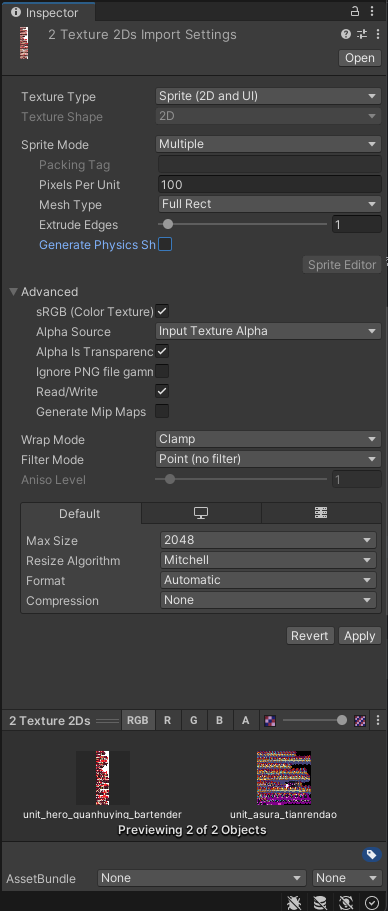 Inspector
2 Texture 2Ds Import Settings
Open
Texture Type Sprite (2D and UI)
Texture Shape 2D
Sprite Mode Multiple
Packing Tag
Pixels Per Unit 100
Mesh Type Full Rect
Extrude Edges 1
Generate Physics Sh
Sprite Editor
Advanced
sRGB (Color Texture)
Alpha Source Input Texture Alpha
Alpha Is Transparenc
Ignore PNG file gamm
Read/Write
Generate Mip Maps
Wrap Mode Clamp
Filter Mode Point (no filter)
Aniso Level 1
Default
Max Size 2048
Resize Algorithm Mitchell
Format Automatic
Compression None
Revert Apply
2 Texture 2Ds RGB R G B A
unit_hero_quanhuying_bartender unit_asura_tianrendao
Previewing 2 of 2 Objects
AssetBundle None None